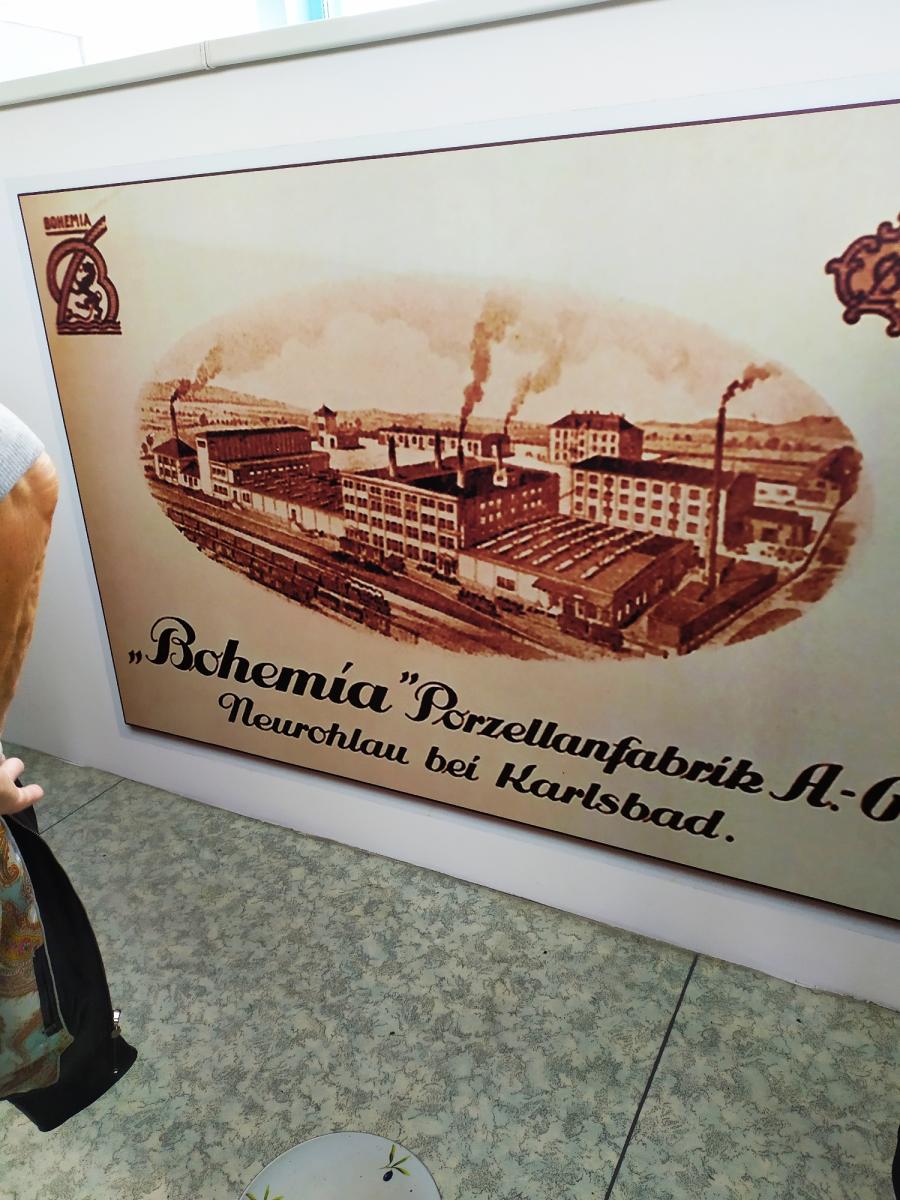 BOHEMIA
„Bohemia” Porzellanfabrik A.-G
Neurohlau bei Karlsbad.